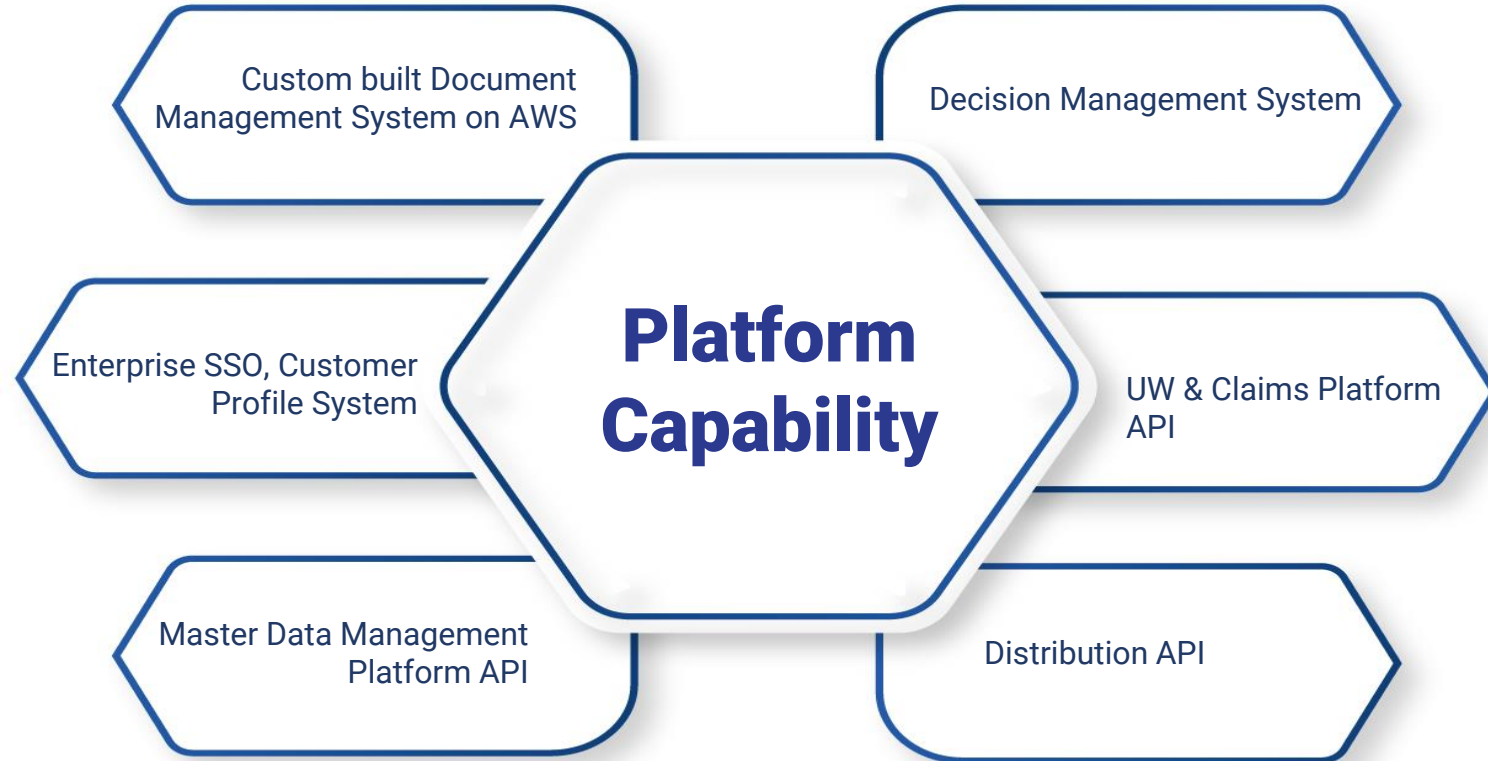 Custom built Document
Management System on AWS
Decision Management System
Enterprise SSO, Customer
Profile System
Platform
Capability
UW & Claims Platform
API
Master Data Management
Platform API
Distribution API